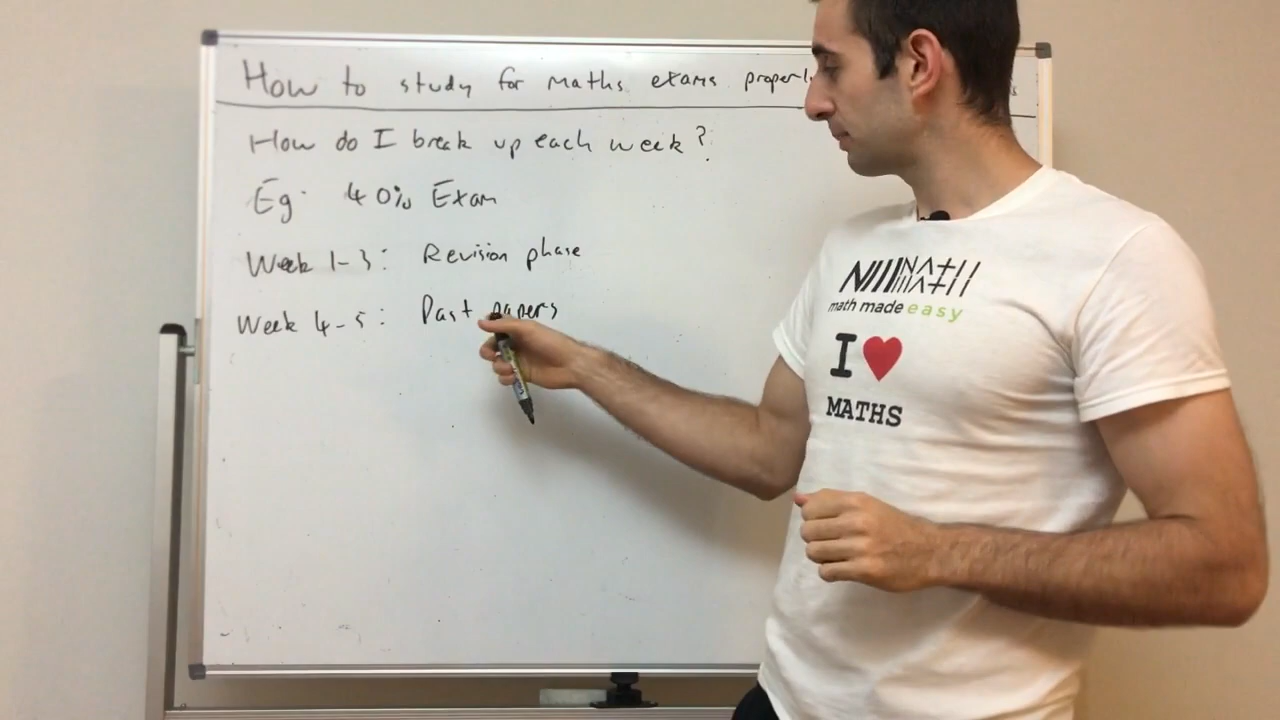 How to study for maths exams properl
How do I break up each week?
Eg. 40% Exam
Week 1-3: Revision phase
Week 4-5: Past papers
math made easy
I ❤
MATHS